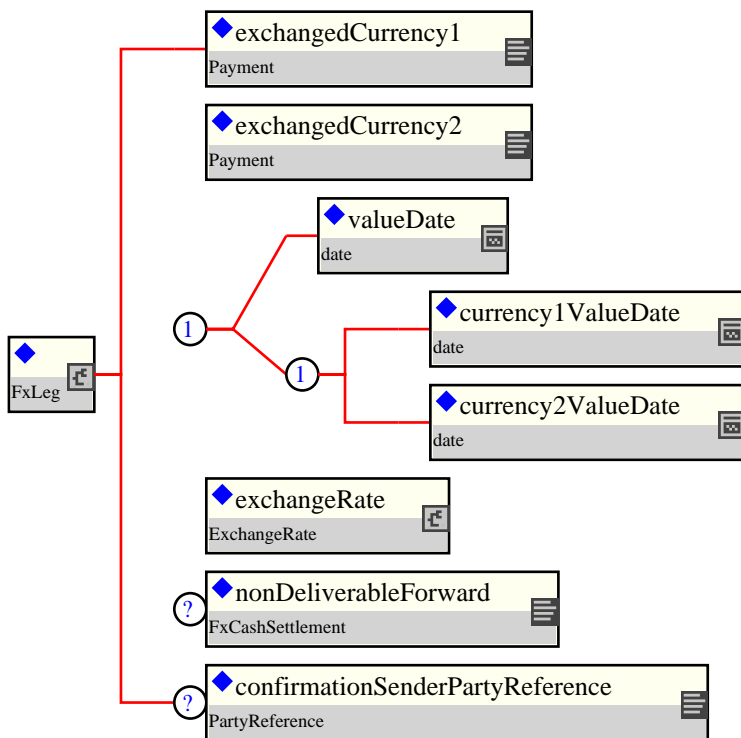 exchangedCurrency1
Payment
exchangedCurrency2
Payment
valueDate
date
1
currency1ValueDate
date
1
FxLeg
currency2ValueDate
date
exchangeRate
ExchangeRate
? nonDeliverableForward
FxCashSettlement
? confirmationSenderPartyReference
PartyReference